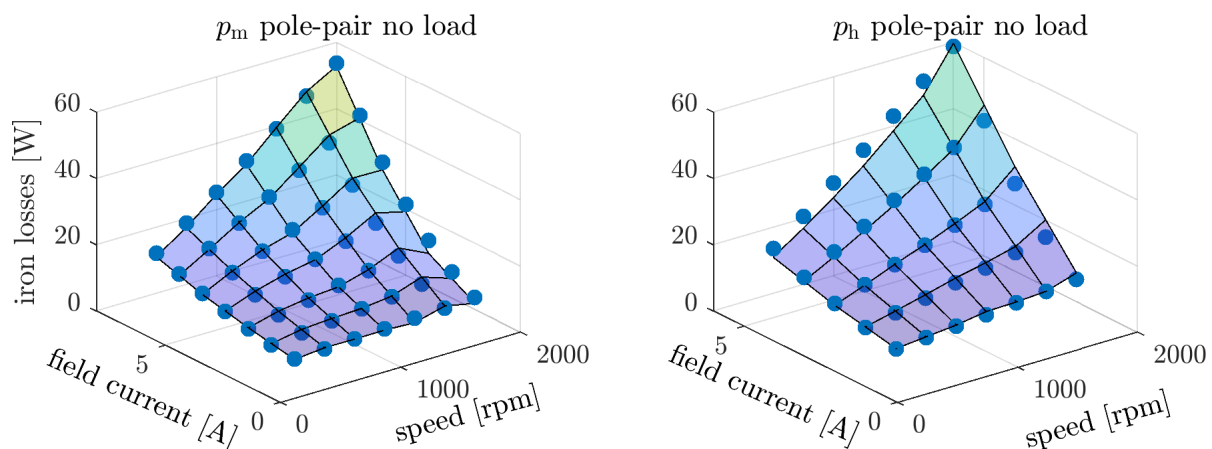 p_m pole-pair no load
60
40
20
0
iron losses [W]
5
0
field current [A]
0
1000
2000
speed [rpm]
p_h pole-pair no load
60
40
20
0
5
0
field current [A]
0
1000
2000
speed [rpm]